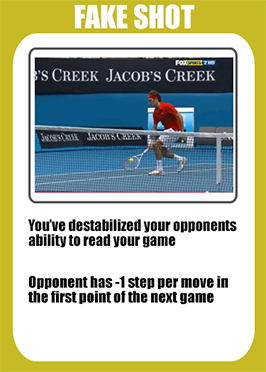 FAKE SHOT
FOX SPORTS HD
B'S CREEK JACOB'S CREEK
JACOB'S CREEK
You've destabilized your opponents
ability to read your game
Opponent has -1 step per move in
the first point of the next game